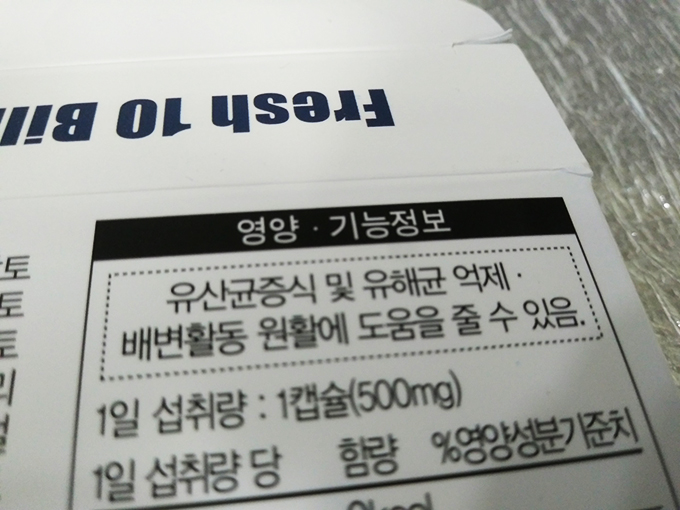 Fresh 10 Bil
영양 · 기능정보
유산균증식 및 유해균 억제 ·
배변활동 원활에 도움을 줄 수 있음.
1일 섭취량 : 1캡슐(500mg)
1일 섭취량 당 함량 %영양성분기준치
토
토
토